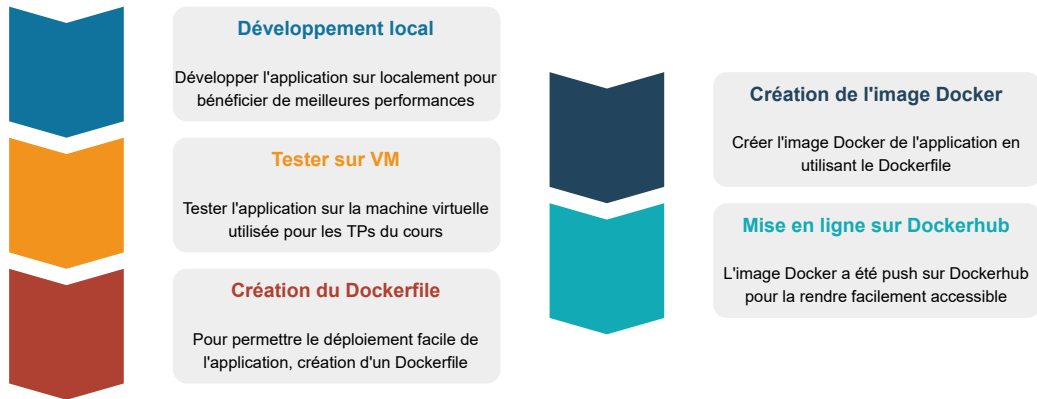 Développement local
Développer l'application sur localement pour
bénéficier de meilleures performances
Tester sur VM
Tester l'application sur la machine virtuelle
utilisée pour les TPs du cours
Création du Dockerfile
Pour permettre le déploiement facile de
l'application, création d'un Dockerfile
Création de l'image Docker
Créer l'image Docker de l'application en
utilisant le Dockerfile
Mise en ligne sur Dockerhub
L'image Docker a été push sur Dockerhub
pour la rendre facilement accessible